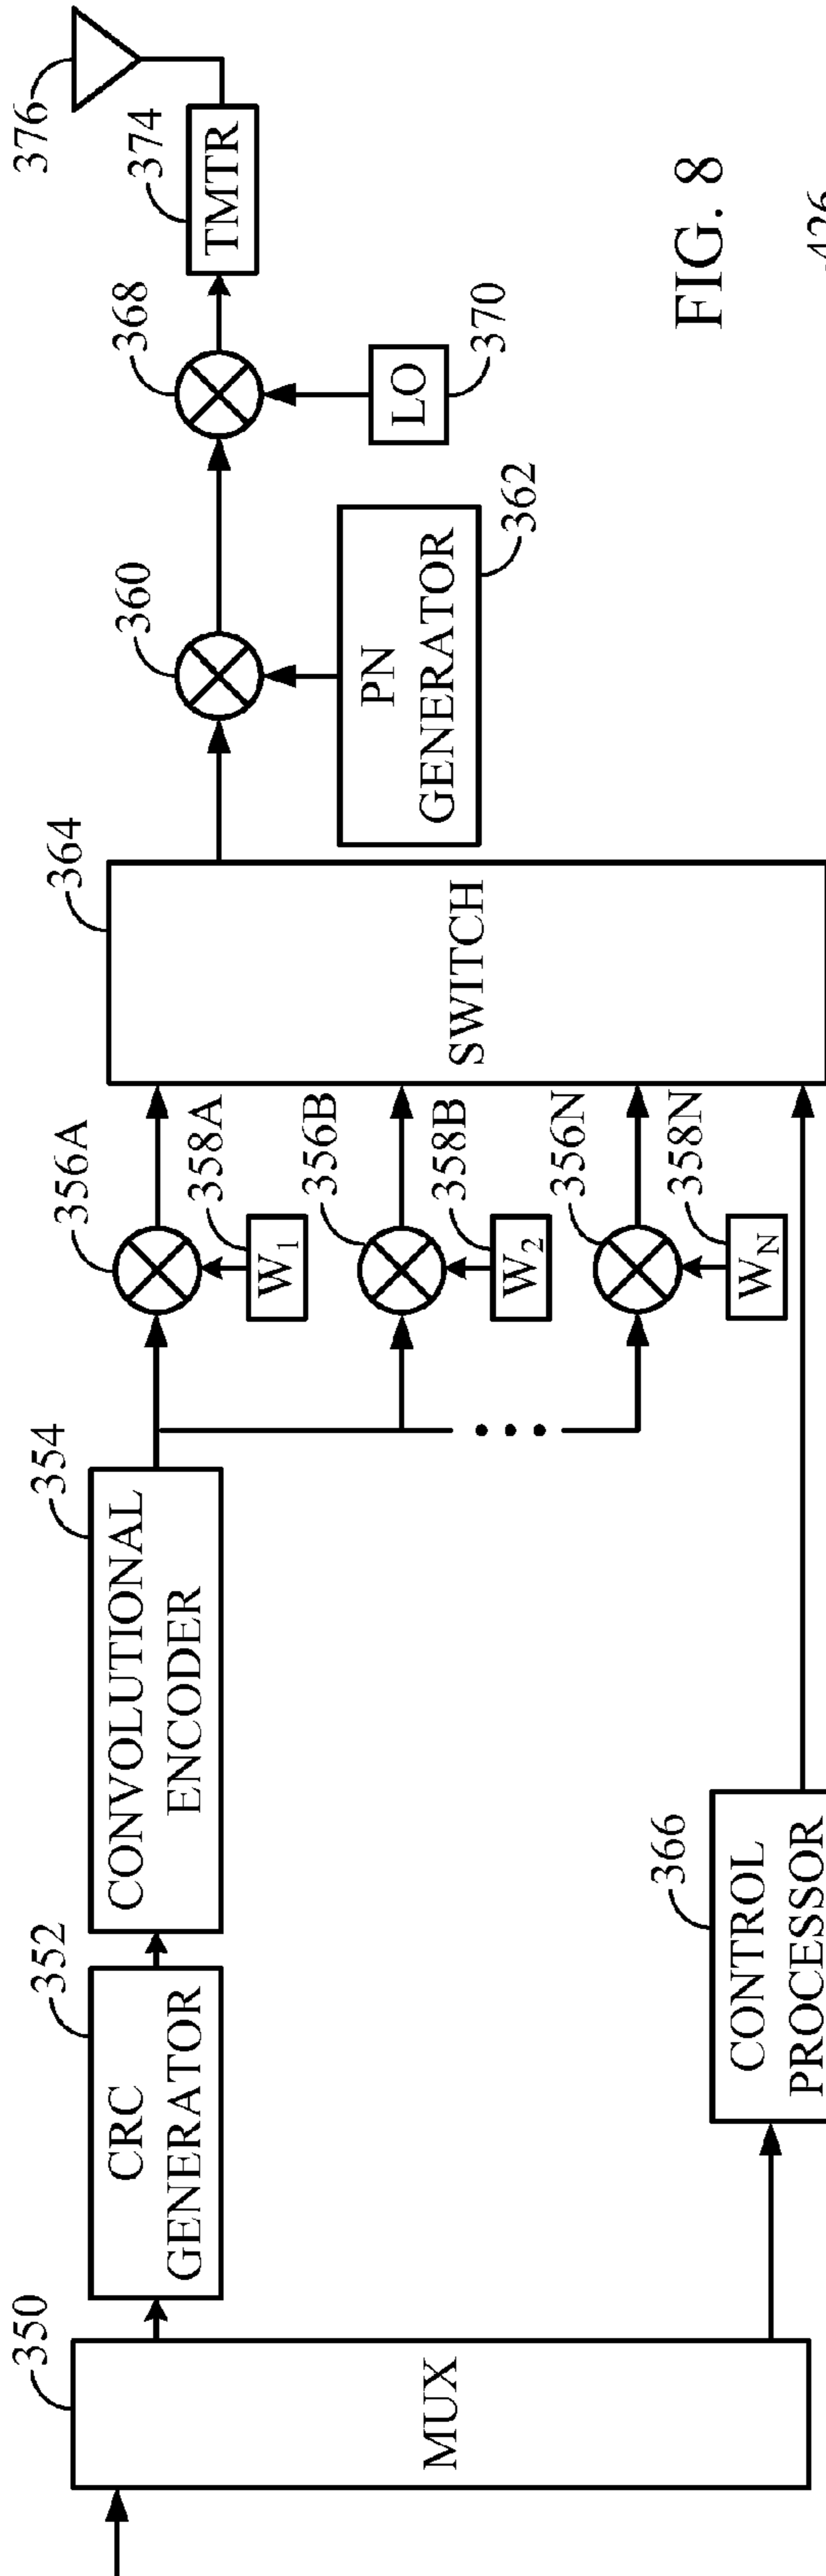 350
MUX
352
CRC
GENERATOR
354
CONVOLUTIONAL
ENCODER
366
CONTROL
PROCESSOR
356A
W1
358A
356B
W2
358B
356N
WN
358N
364
SWITCH
360
PN
GENERATOR
362
368
LO
370
374
TMTR
376
FIG. 8
426